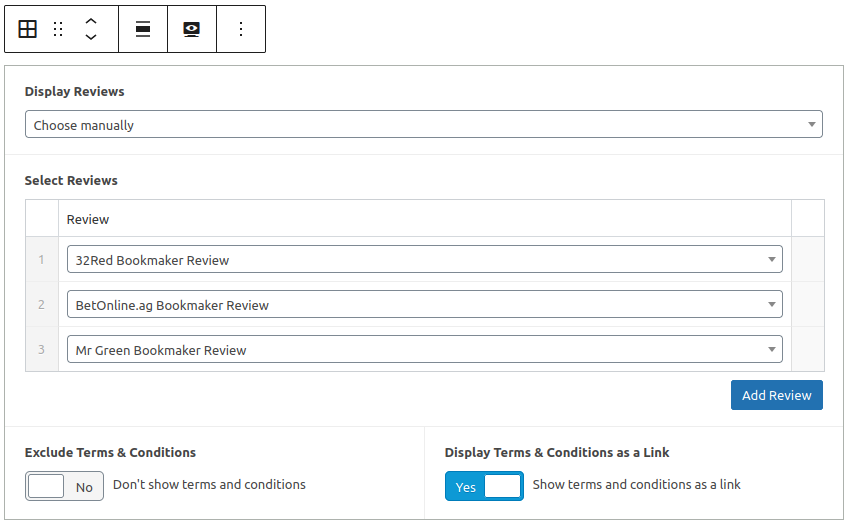 Display Reviews
Choose manually
Select Reviews
Review
1 32Red Bookmaker Review
2 BetOnline.ag Bookmaker Review
3 Mr Green Bookmaker Review
Add Review
Exclude Terms & Conditions
No Don't show terms and conditions
Display Terms & Conditions as a Link
Yes Show terms and conditions as a link